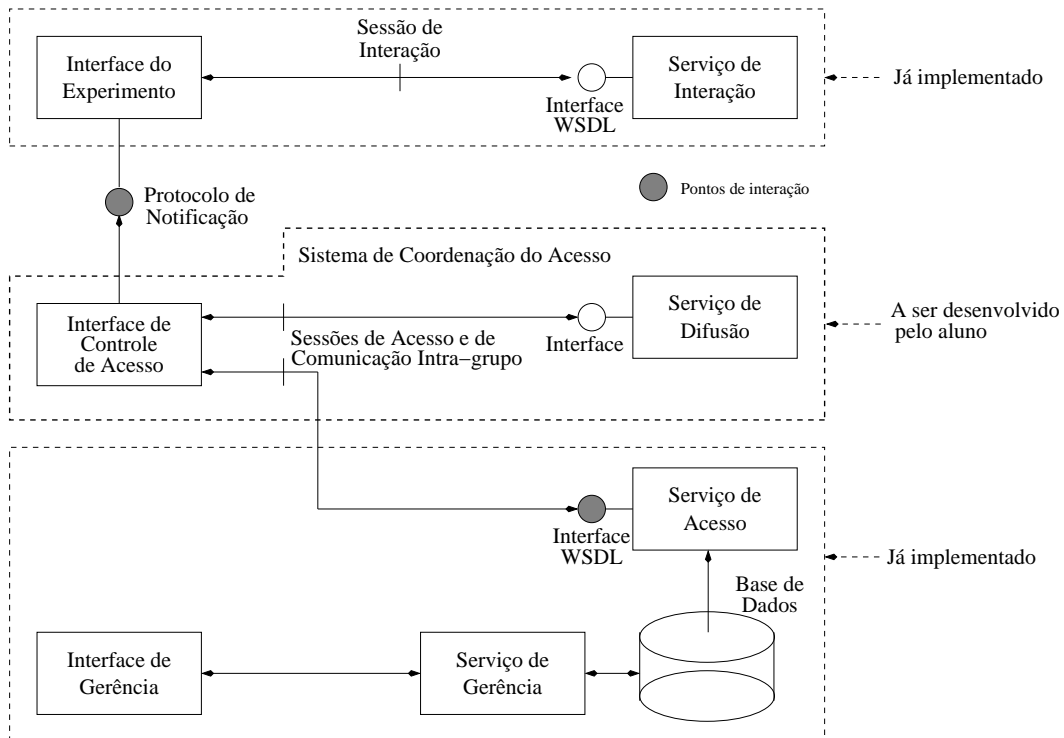 Sessão de
Interação
Interface do
Experimento
Serviço de
Interação
Já implementado
Interface
WSDL
Protocolo de
Notificação
Pontos de interação
Sistema de Coordenação do Acesso
Interface de
Controle
de Acesso
Serviço de
Difusão
A ser desenvolvido
pelo aluno
Sessões de Acesso e de
Comunicação Intra−grupo
Interface
Serviço de
Acesso
Interface
WSDL
Já implementado
Base de
Dados
Interface de
Gerência
Serviço de
Gerência